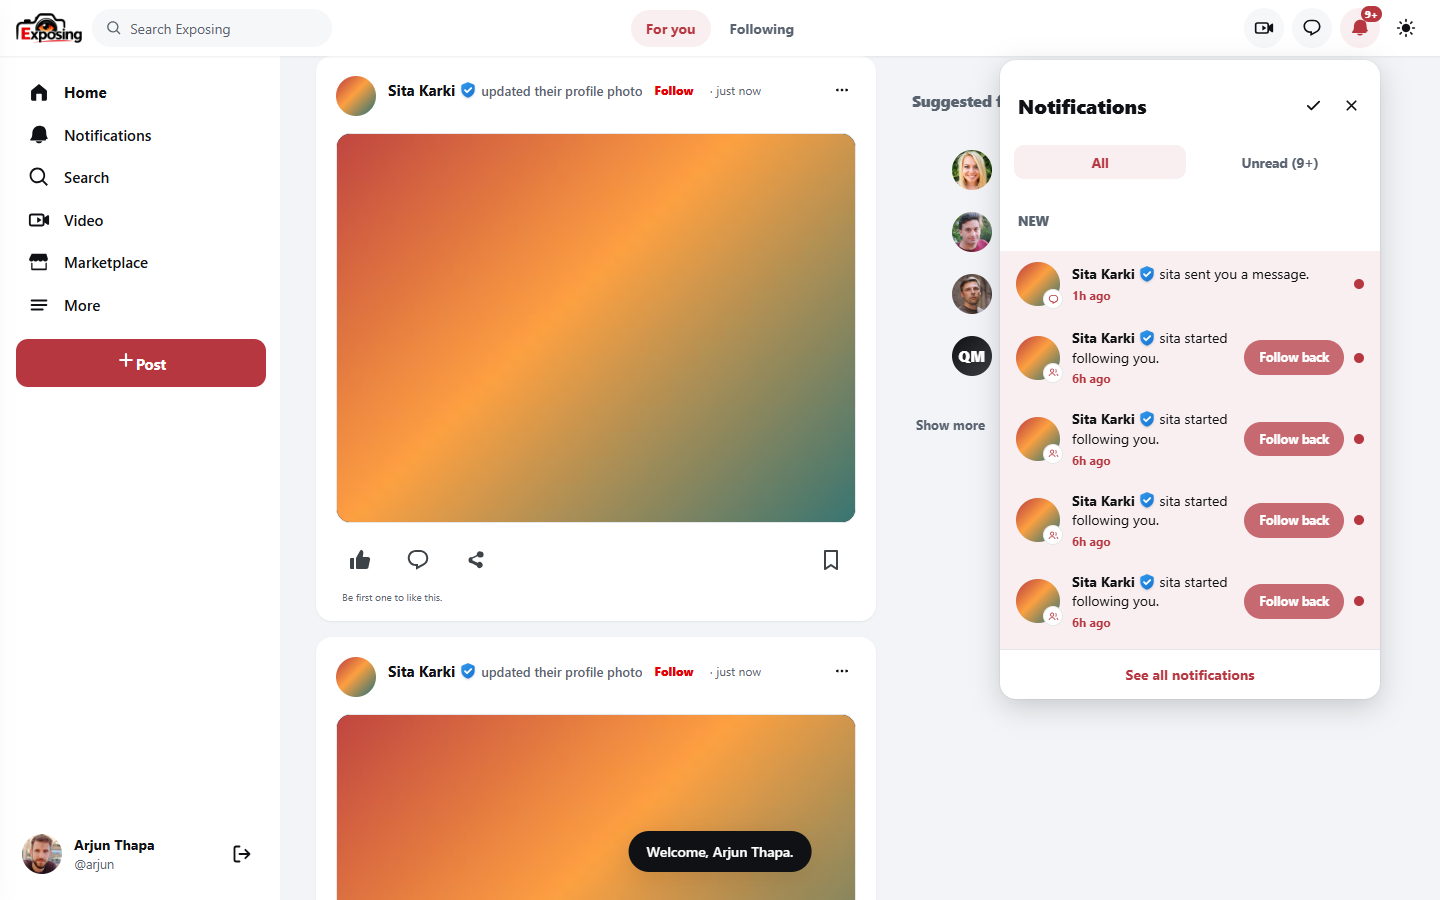 Exposing
Search Exposing
For you
Following
9+
Home
Notifications
Search
Video
Marketplace
More
+ Post
Arjun Thapa
@arjun
Sita Karki updated their profile photo Follow · just now
Be first one to like this.
Sita Karki updated their profile photo Follow · just now
Welcome, Arjun Thapa.
Suggested f
QM
Show more
Notifications
All
Unread (9+)
NEW
Sita Karki sita sent you a message.
1h ago
Sita Karki sita started
following you.
6h ago
Follow back
Sita Karki sita started
following you.
6h ago
Follow back
Sita Karki sita started
following you.
6h ago
Follow back
Sita Karki sita started
following you.
6h ago
Follow back
See all notifications